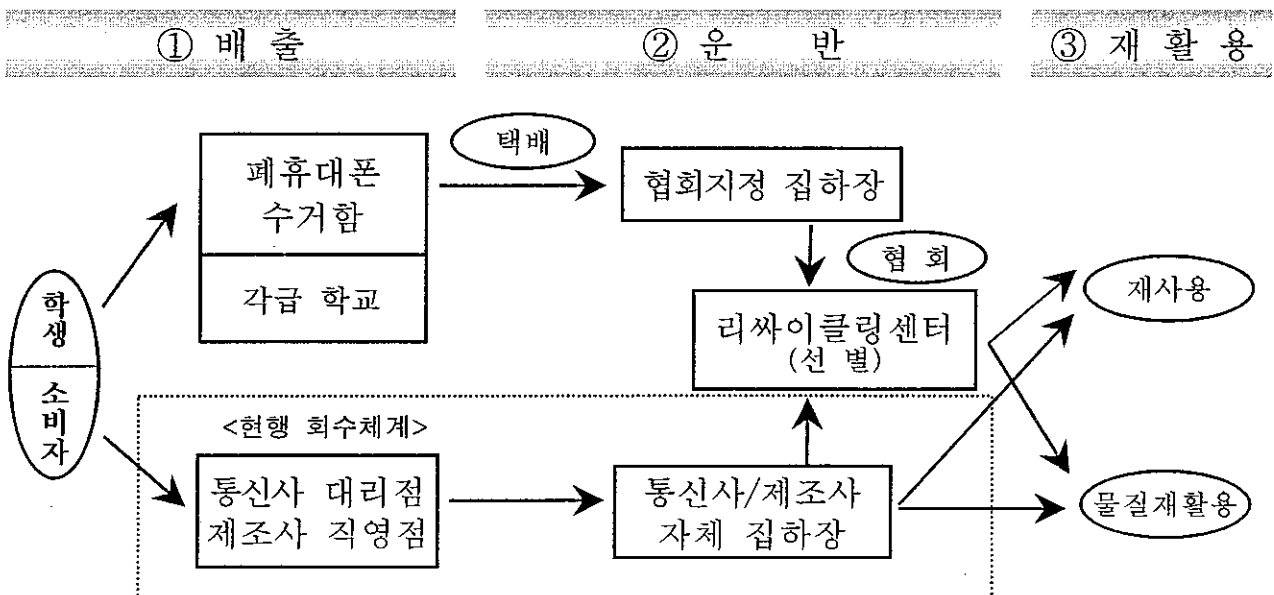 ① 배 출
② 운 반
③ 재 활 용
택배
폐휴대폰
수거함
협회지정 집하장
협 회
각급 학교
재사용
학생
리싸이클링센터
(선 별)
소비자
<현행 회수체계>
통신사 대리점
제조사 직영점
통신사/제조사
자체 집하장
물질재활용